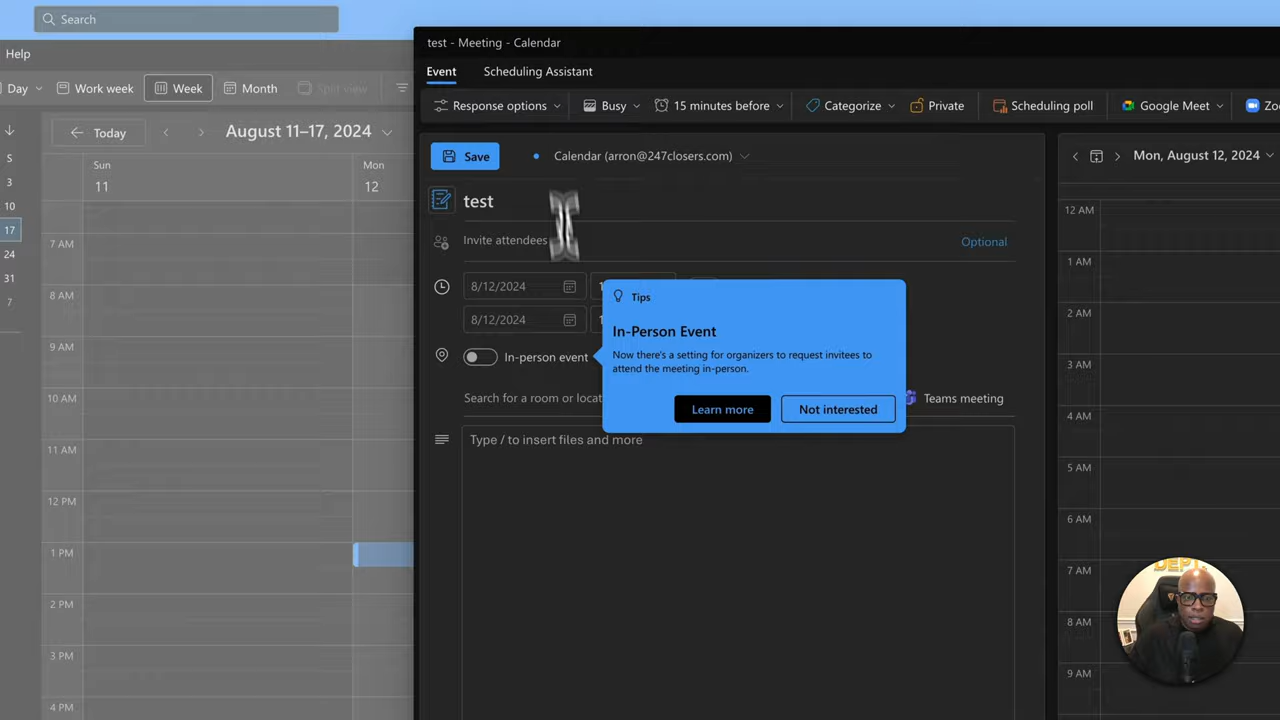 Search
Help
Day
Work week
Week
Month
Split view
Today
August 11–17, 2024
S
3
10
17
24
31
7
Sun
Mon
11
12
7 AM
8 AM
9 AM
10 AM
11 AM
12 PM
1 PM
2 PM
3 PM
4 PM
test - Meeting - Calendar
Event
Scheduling Assistant
Response options
Busy
15 minutes before
Categorize
Private
Scheduling poll
Google Meet
Save
Calendar (arron@247closers.com)
test
Invite attendees
Optional
8/12/2024
8/12/2024
In-person event
Tips
In-Person Event
Now there's a setting for organizers to request invitees to
attend the meeting in-person.
Learn more
Not interested
Teams meeting
Type / to insert files and more
Mon, August 12, 2024
12 AM
1 AM
2 AM
3 AM
4 AM
5 AM
6 AM
7 AM
8 AM
9 AM
DEPT.